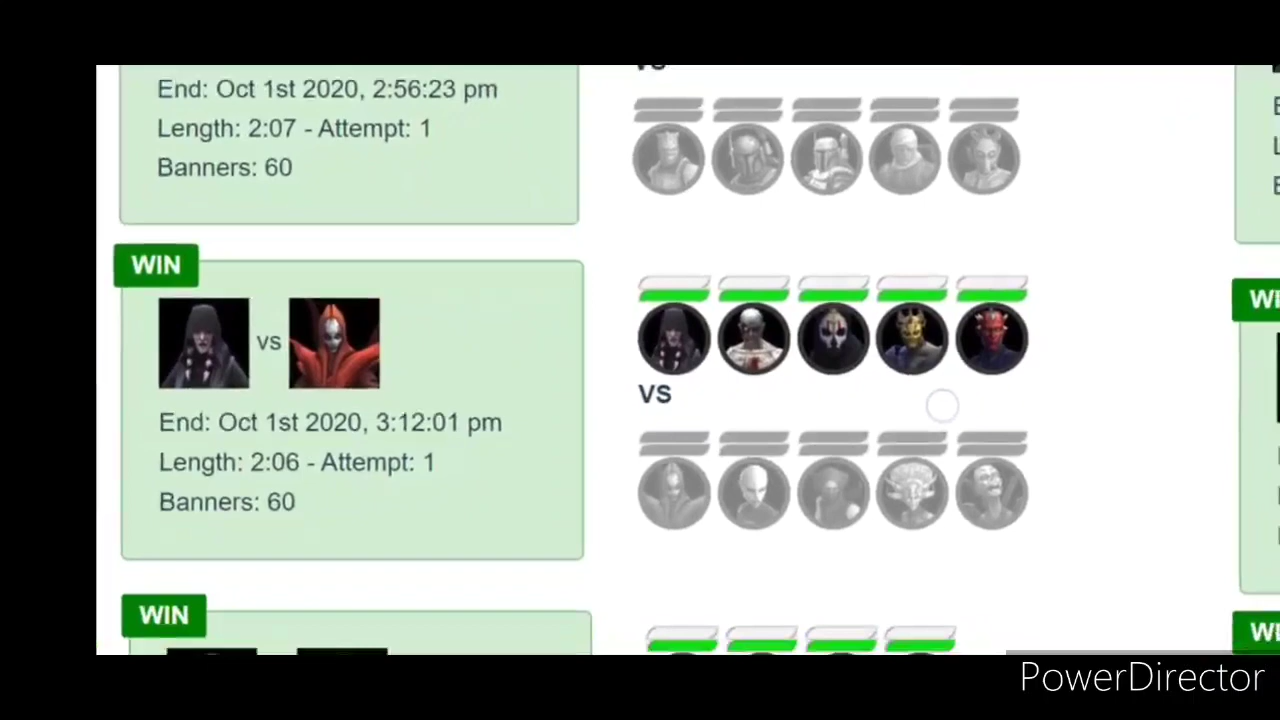 VS
End: Oct 1st 2020, 2:56:23 pm
Length: 2:07 - Attempt: 1
Banners: 60
WIN
vs
End: Oct 1st 2020, 3:12:01 pm
Length: 2:06 - Attempt: 1
Banners: 60
VS
WIN
PowerDirector